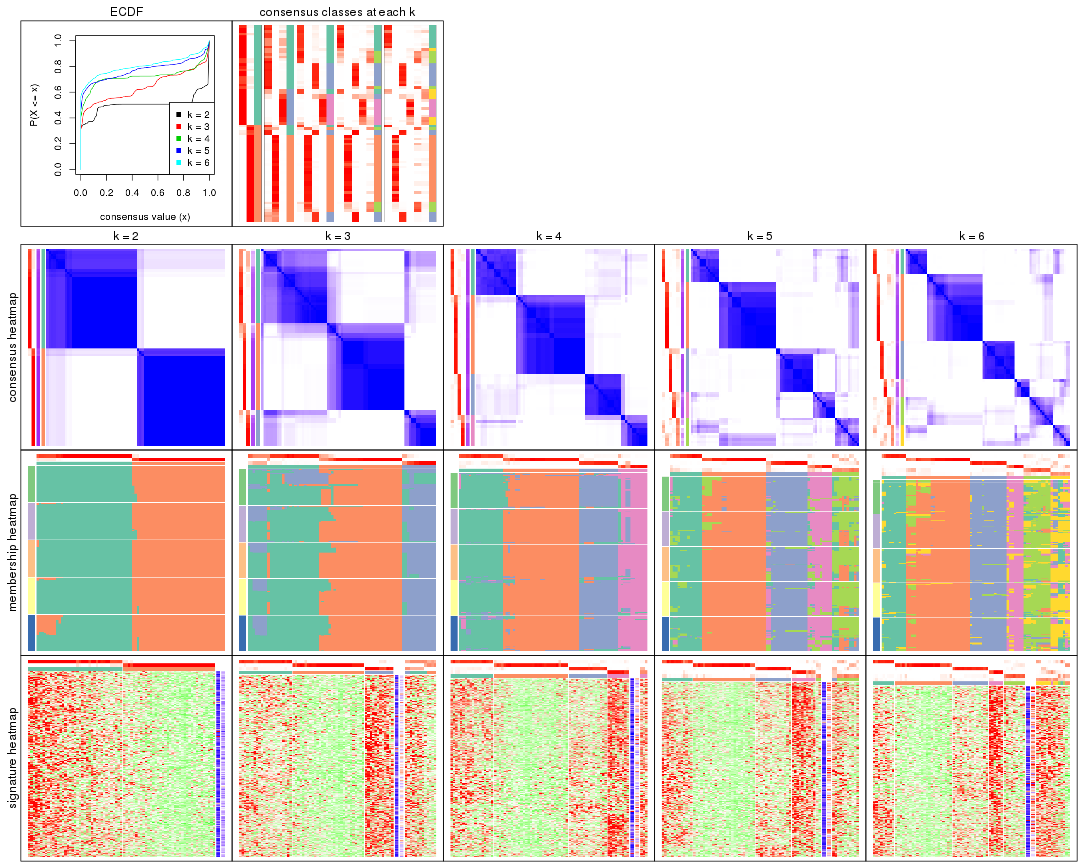 ECDF
consensus classes at each k
P(X <= x)
0.0 0.2 0.4 0.6 0.8 1.0
k = 2
k = 3
k = 4
k = 5
k = 6
0.0 0.2 0.4 0.6 0.8 1.0
consensus value (x)
k = 2
k = 3
k = 4
k = 5
k = 6
consensus heatmap
membership heatmap
signature heatmap